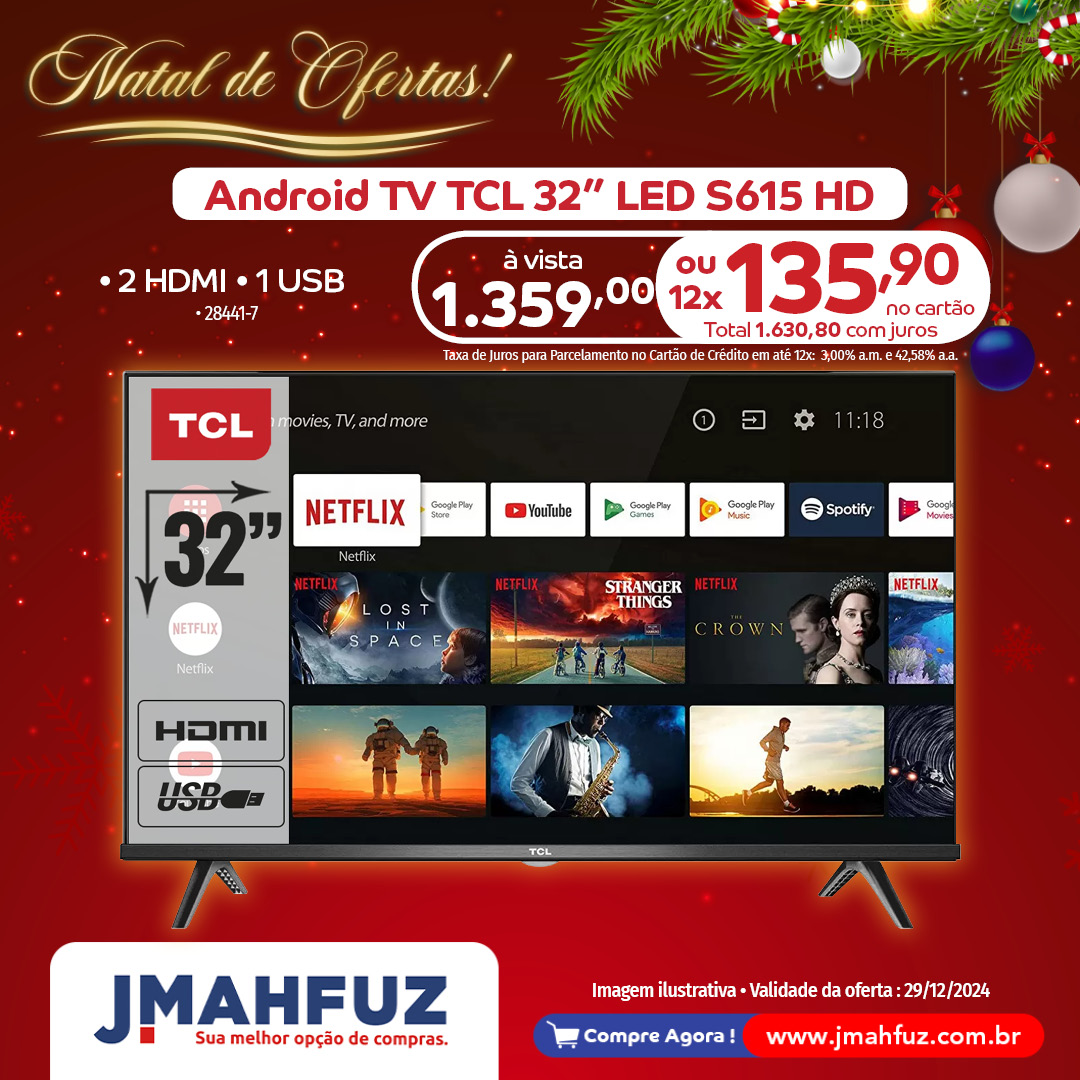 Natal de Ofertas!
Android TV TCL 32” LED S615 HD
• 2 HDMI • 1 USB
• 28441-7
à vista
1.359,00
ou
12x
135,90
no cartão
Total 1.630,80 com juros
Taxa de Juros para Parcelamento no Cartão de Crédito em até 12x: 3,00% a.m. e 42,58% a.a.
TCL
movies, TV, and more
1
11:18
32”
NETFLIX
Google Play Store
YouTube
Google Play Games
Google Play Music
Spotify
Google
Movies
Netflix
NETFLIX
LOST IN SPACE
NETFLIX
STRANGER THINGS
NETFLIX
THE CROWN
NETFLIX
NETFLIX
Netflix
HDMI
USB
TCL
JMAHFUZ
Sua melhor opção de compras.
Imagem ilustrativa • Validade da oferta : 29/12/2024
Compre Agora !
www.jmahfuz.com.br